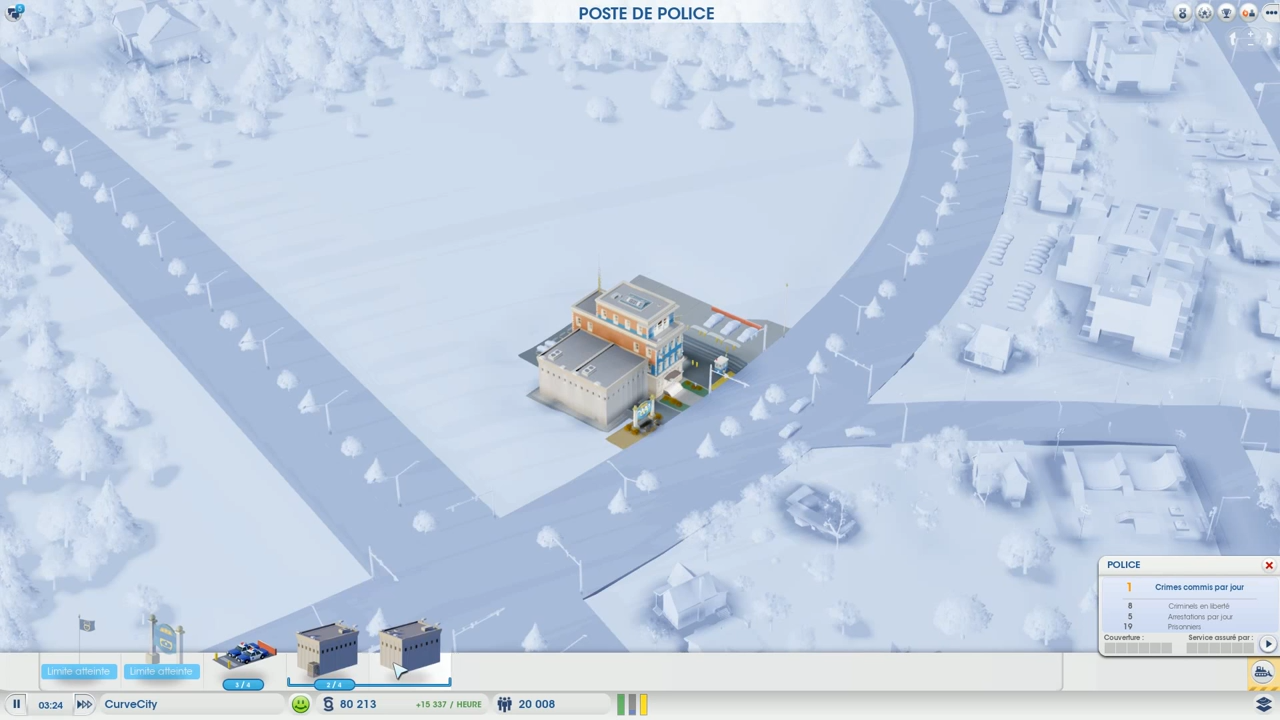 5
POSTE DE POLICE
POLICE
1 Crimes commis par jour
8 Criminels en liberté
5 Arrestations par jour
19 Prisonniers
Couverture : Service assuré par :
Limite atteinte
Limite atteinte
3 / 4
2 / 4
03:24
CurveCity
80 213
+15 337 / HEURE
20 008